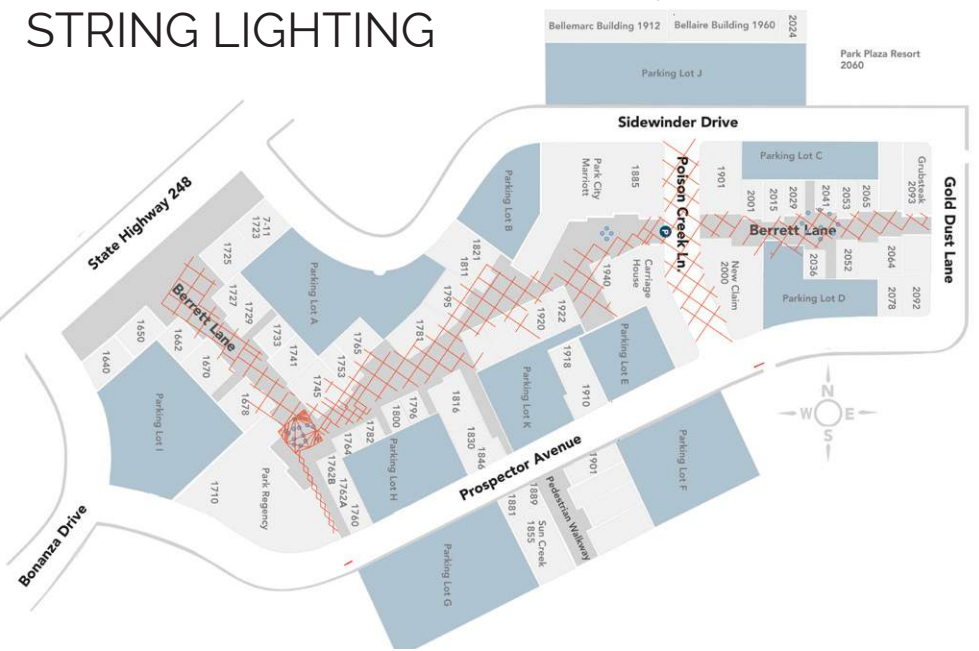 STRING LIGHTING
Bellemarc Building 1912
Bellaire Building 1960
2024
Park Plaza Resort
2060
Parking Lot J
Sidewinder Drive
State Highway 248
7-11
1723
1725
1727
1729
1733
1741
1745
1753
1765
1781
1795
1811
1821
Parking Lot A
Parking Lot B
Park City
Marriott
1885
Poison Creek Ln.
P
1901
2001
2015
2029
2041
2053
2065
Parking Lot C
Grubsteak
2093
Gold Dust Lane
Berrett Lane
2036
2052
2064
2078
2092
Parking Lot D
New Claim
2000
Carriage
House
1940
1922
1920
1918
1910
Parking Lot E
Parking Lot K
Berrett Lane
1650
1640
1662
1670
1678
Parking Lot I
1710
Park Regency
1762B
1762A
1760
1764
1782
1800
1796
1816
1830
1846
Parking Lot H
Prospector Avenue
Bonanza Drive
Parking Lot G
1881
1889
Sun Creek
1855
Pedestrian Walkway
1901
Parking Lot F
N
W
E
S